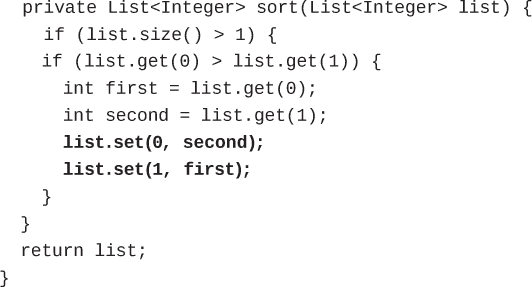 private List<Integer> sort(List<Integer> list) {
if (list.size() > 1) {
if (list.get(0) > list.get(1)) {
int first = list.get(0);
int second = list.get(1);
list.set(0, second);
list.set(1, first);
}
}
return list;
}